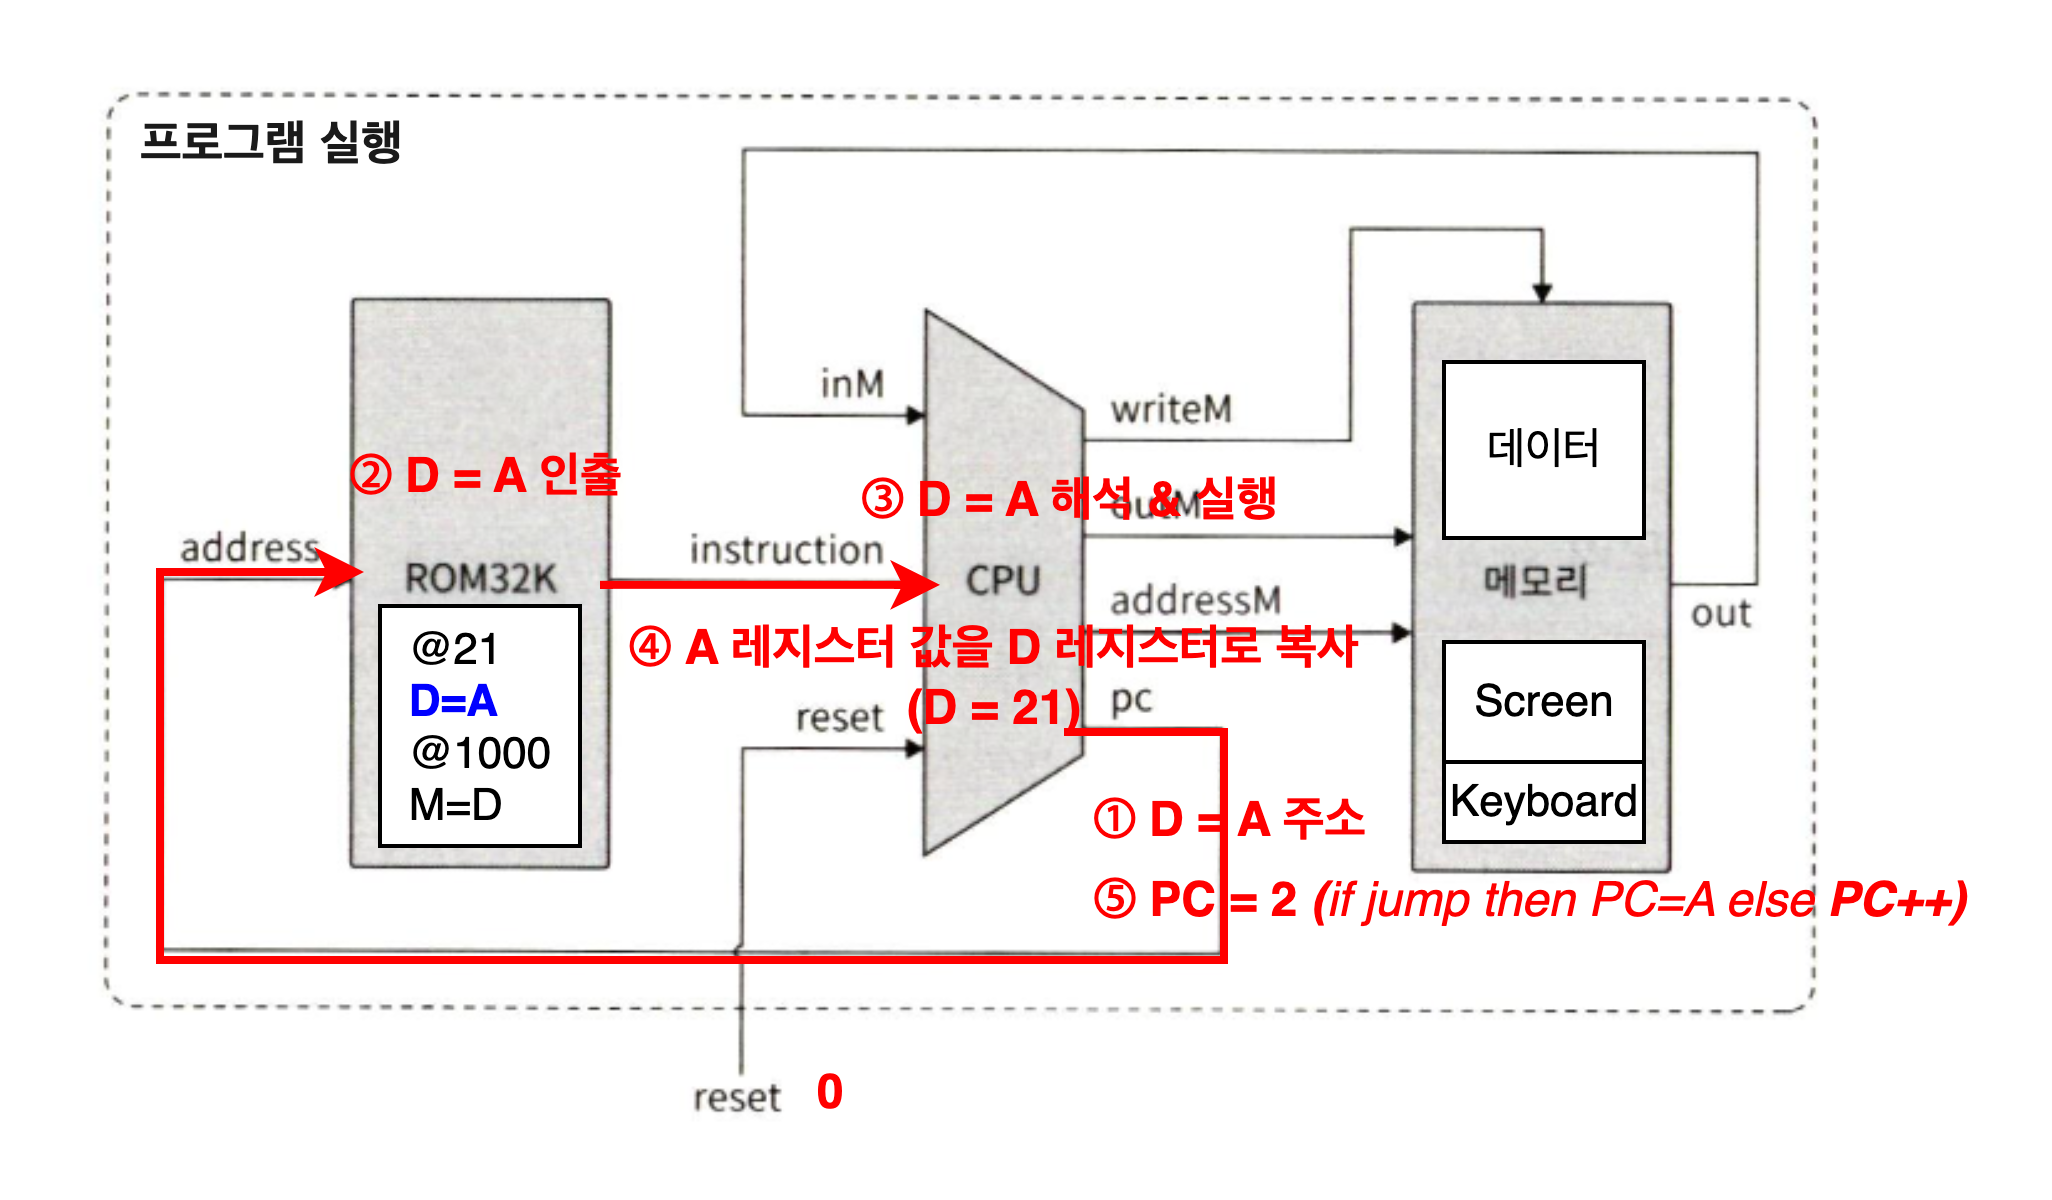 프로그램 실행
inM
writeM
② D = A 인출
③ D = A 해석 & 실행
outM
address
instruction
ROM32K
CPU
메모리
데이터
addressM
out
@21
D=A
@1000
M=D
④ A 레지스터 값을 D 레지스터로 복사
(D = 21)
reset
pc
Screen
Keyboard
① D = A 주소
⑤ PC = 2 (if jump then PC=A else PC++)
reset 0